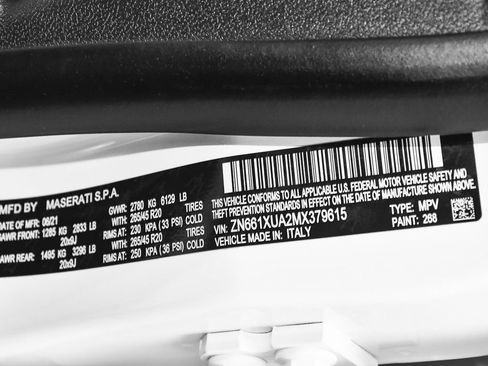 MFD BY MASERATI S.P.A.
DATE OF MFD 06/21 GVWR: 2780 KG 6129 LB
GAWR FRONT: 1285 KG 2833 LB WITH: 265/45 R20 TIRES
20x9J RIMS AT: 230 KPA (33 PSI) COLD
GAWR REAR: 1495 KG 3296 LB WITH: 265/45 R20 TIRES
20x9J RIMS AT: 250 KPA (36 PSI) COLD
THIS VEHICLE CONFORMS TO ALL APPLICABLE U.S. FEDERAL MOTOR VEHICLE SAFETY AND
THEFT PREVENTION STANDARDS IN EFFECT ON THE DATE OF MANUFACTURE SHOWN ABOVE.
VIN: ZN661XUA2MX379615 TYPE: MPV
VEHICLE MADE IN: ITALY PAINT: 268